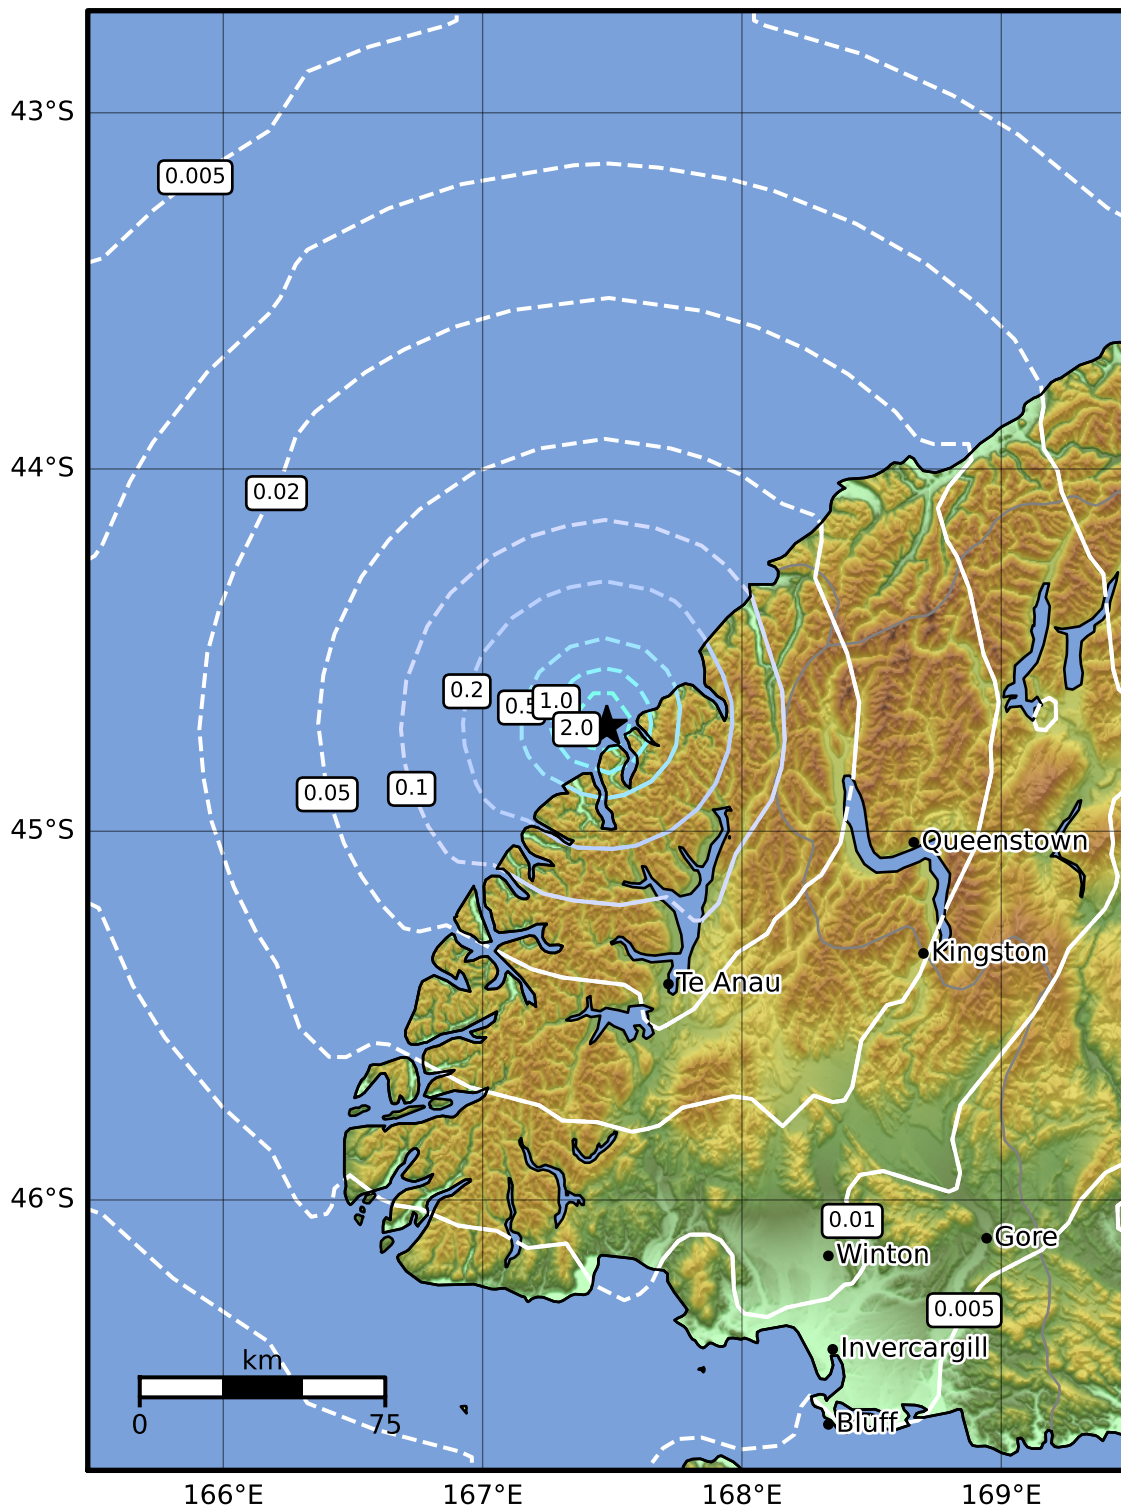 43°S
0.005
44°S
0.02
0.2
0.5
1.0
2.0
0.05
0.1
45°S
Queenstown
Kingston
Te Anau
46°S
0.01
Gore
Winton
0.005
Invercargill
km
0
75
Bluff
166°E
167°E
168°E
169°E